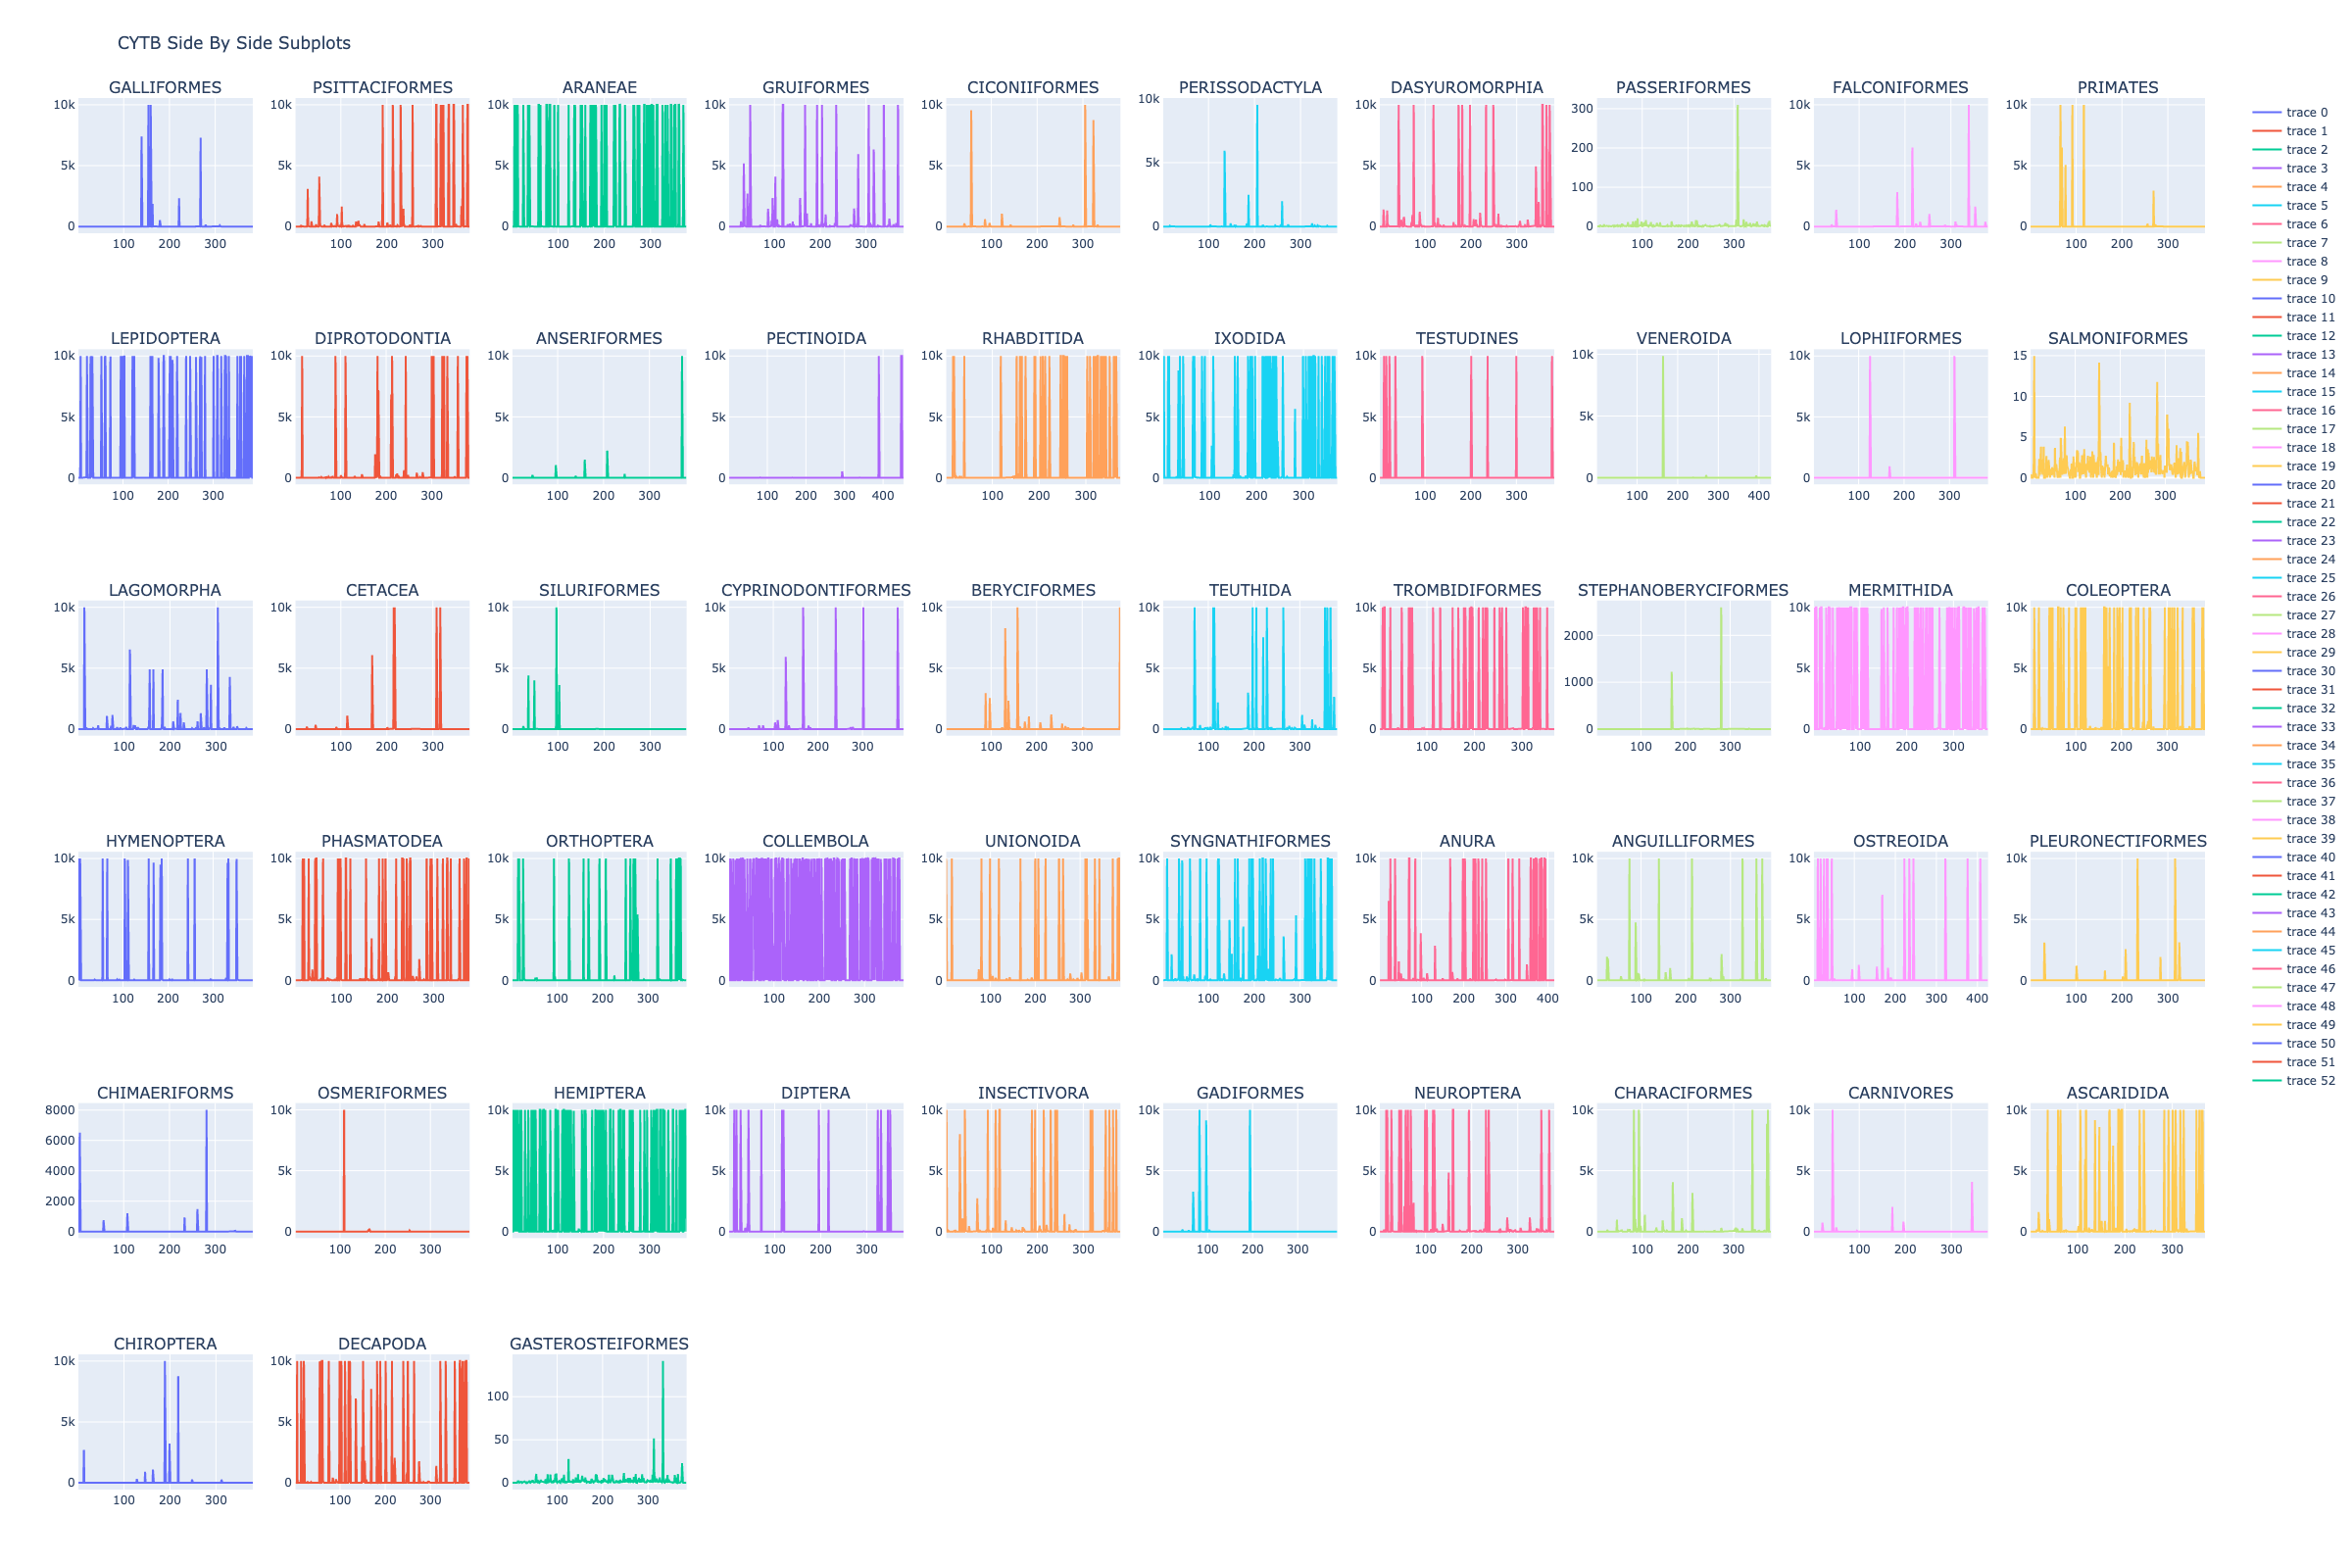 CYTB Side By Side Subplots
GALLIFORMES PSITTACIFORMES ARANEAE GRUIFORMES CICONIIFORMES PERISSODACTYLA DASYUROMORPHIA PASSERIFORMES FALCONIFORMES PRIMATES
10k 10k 10k 10k 10k 10k 10k 300 10k 10k
5k 5k 5k 5k 5k 5k 5k 200 5k 5k
100
0 0 0 0 0 0 0 0 0 0
100 200 300 100 200 300 100 200 300 100 200 300 100 200 300 100 200 300 100 200 300 100 200 300 100 200 300 100 200 300
LEPIDOPTERA DIPROTODONTIA ANSERIFORMES PECTINOIDA RHABDITIDA IXODIDA TESTUDINES VENEROIDA LOPHIIFORMES SALMONIFORMES
10k 10k 10k 10k 10k 10k 10k 10k 10k 15
10
5k 5k 5k 5k 5k 5k 5k 5k 5k 5
0 0 0 0 0 0 0 0 0 0
100 200 300 100 200 300 100 200 300 100 200 300 400 100 200 300 100 200 300 100 200 300 100 200 300 400 100 200 300 100 200 300
LAGOMORPHA CETACEA SILURIFORMES CYPRINODONTIFORMES BERYCIFORMES TEUTHIDA TROMBIDIFORMES STEPHANOBERYCIFORMES MERMITHIDA COLEOPTERA
10k 10k 10k 10k 10k 10k 10k 2000 10k 10k
5k 5k 5k 5k 5k 5k 5k 1000 5k 5k
0 0 0 0 0 0 0 0 0 0
100 200 300 100 200 300 100 200 300 100 200 300 100 200 300 100 200 300 100 200 300 100 200 300 100 200 300 100 200 300
HYMENOPTERA PHASMATODEA ORTHOPTERA COLLEMBOLA UNIONOIDA SYNGNATHIFORMES ANURA ANGUILLIFORMES OSTREOIDA PLEURONECTIFORMES
10k 10k 10k 10k 10k 10k 10k 10k 10k 10k
5k 5k 5k 5k 5k 5k 5k 5k 5k 5k
0 0 0 0 0 0 0 0 0 0
100 200 300 100 200 300 100 200 300 100 200 300 100 200 300 100 200 300 100 200 300 400 100 200 300 100 200 300 400 100 200 300
CHIMAERIFORMS OSMERIFORMES HEMIPTERA DIPTERA INSECTIVORA GADIFORMES NEUROPTERA CHARACIFORMES CARNIVORES ASCARIDIDA
8000 10k 10k 10k 10k 10k 10k 10k 10k 10k
6000
4000 5k 5k 5k 5k 5k 5k 5k 5k 5k
2000
0 0 0 0 0 0 0 0 0 0
100 200 300 100 200 300 100 200 300 100 200 300 100 200 300 100 200 300 100 200 300 100 200 300 100 200 300 100 200 300
CHIROPTERA DECAPODA GASTEROSTEIFORMES
10k 10k 100
5k 5k 50
0 0 0
100 200 300 100 200 300 100 200 300
trace 0
trace 1
trace 2
trace 3
trace 4
trace 5
trace 6
trace 7
trace 8
trace 9
trace 10
trace 11
trace 12
trace 13
trace 14
trace 15
trace 16
trace 17
trace 18
trace 19
trace 20
trace 21
trace 22
trace 23
trace 24
trace 25
trace 26
trace 27
trace 28
trace 29
trace 30
trace 31
trace 32
trace 33
trace 34
trace 35
trace 36
trace 37
trace 38
trace 39
trace 40
trace 41
trace 42
trace 43
trace 44
trace 45
trace 46
trace 47
trace 48
trace 49
trace 50
trace 51
trace 52